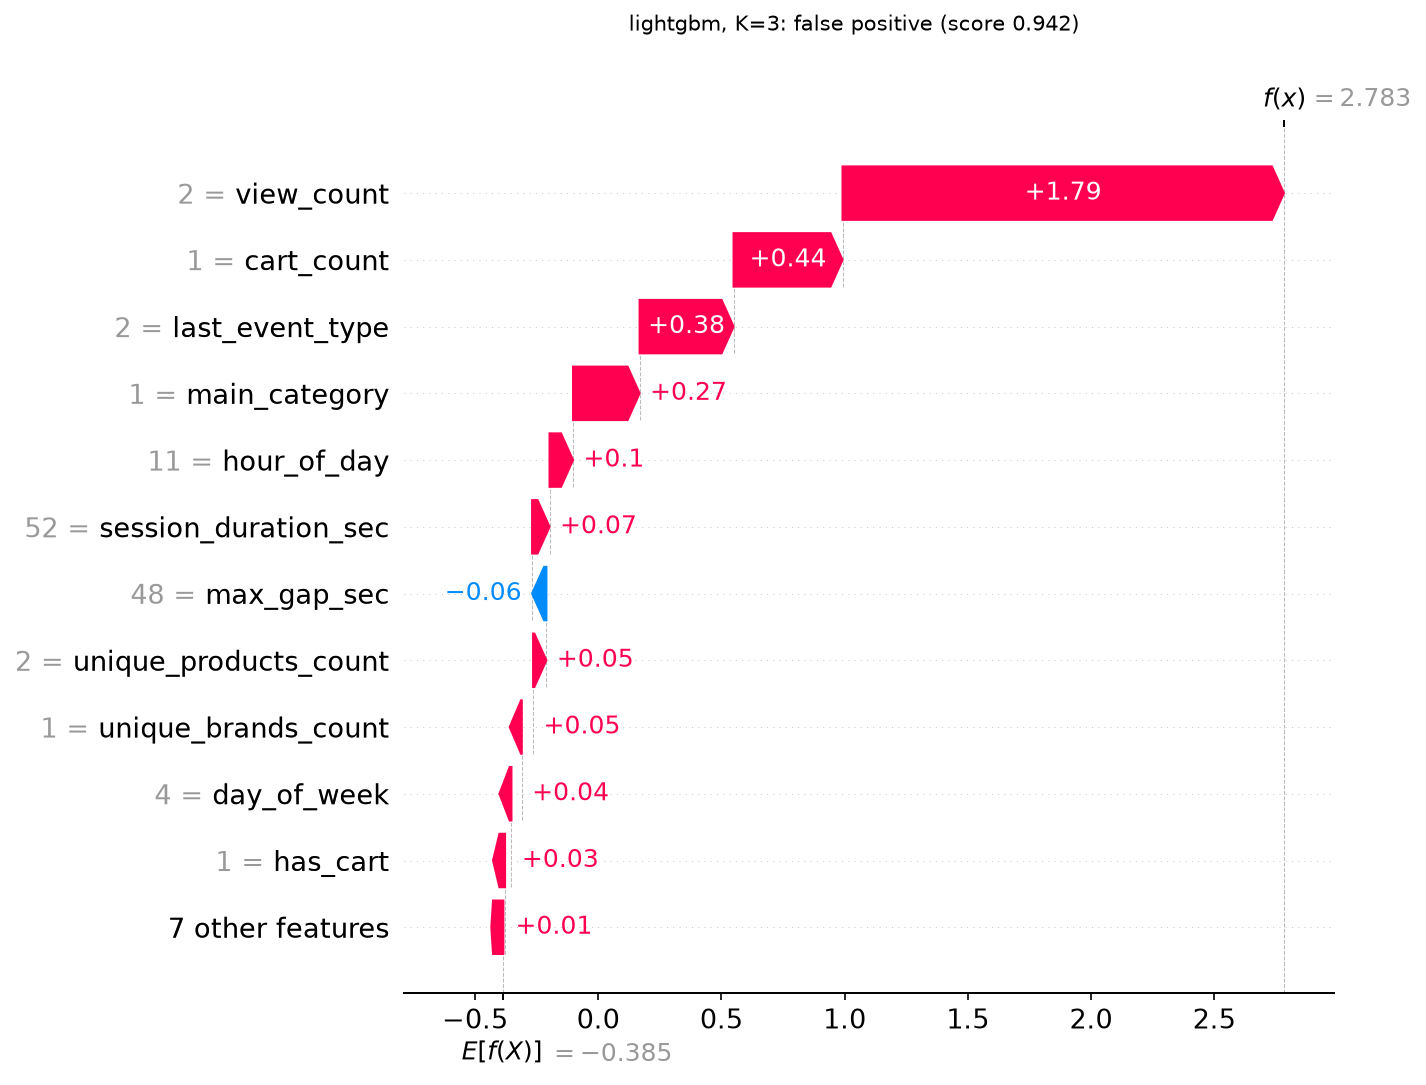 lightgbm, K=3: false positive (score 0.942)
f(x) = 2.783
2 = view_count +1.79
1 = cart_count +0.44
2 = last_event_type +0.38
1 = main_category +0.27
11 = hour_of_day +0.1
52 = session_duration_sec +0.07
48 = max_gap_sec −0.06
2 = unique_products_count +0.05
1 = unique_brands_count +0.05
4 = day_of_week +0.04
1 = has_cart +0.03
7 other features +0.01
−0.5 0.0 0.5 1.0 1.5 2.0 2.5
E[f(X)] = −0.385